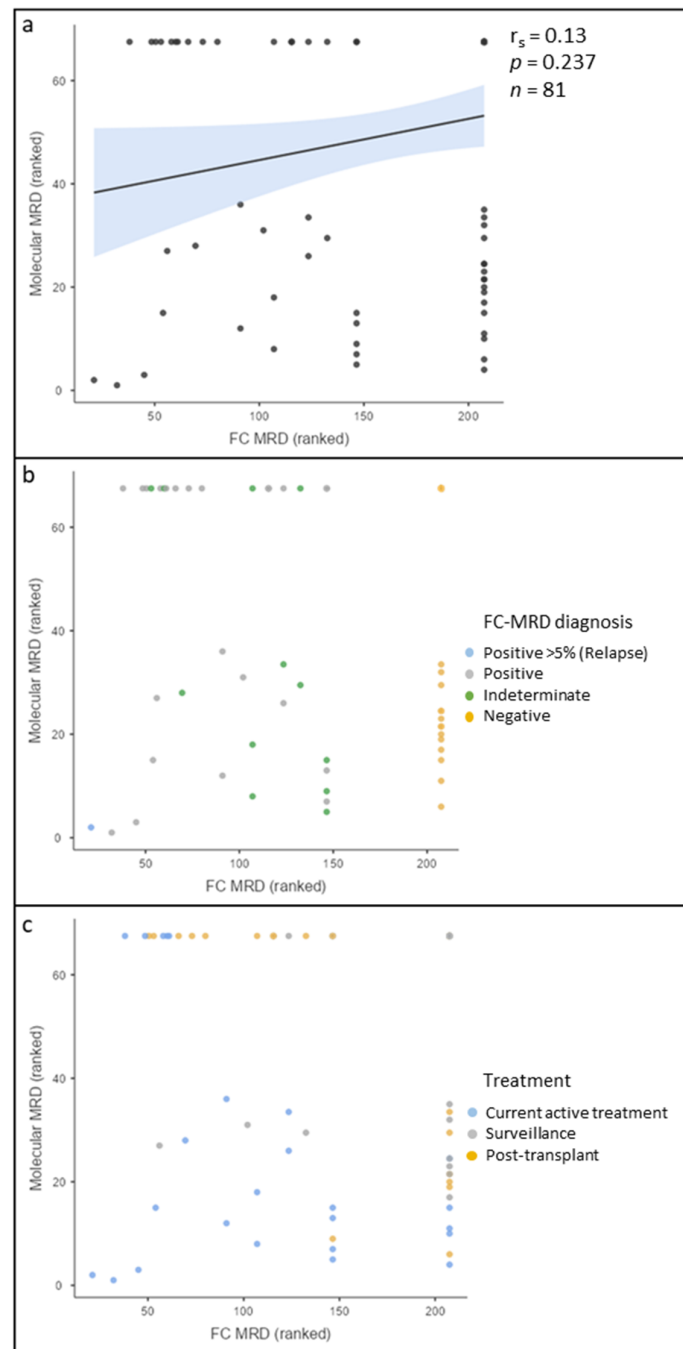 a
r_s = 0.13
p = 0.237
n = 81
Molecular MRD (ranked)
60
40
20
0
50
100
150
200
FC MRD (ranked)
b
Molecular MRD (ranked)
60
40
20
0
50
100
150
200
FC MRD (ranked)
FC-MRD diagnosis
Positive >5% (Relapse)
Positive
Indeterminate
Negative
c
Molecular MRD (ranked)
60
40
20
0
50
100
150
200
FC MRD (ranked)
Treatment
Current active treatment
Surveillance
Post-transplant